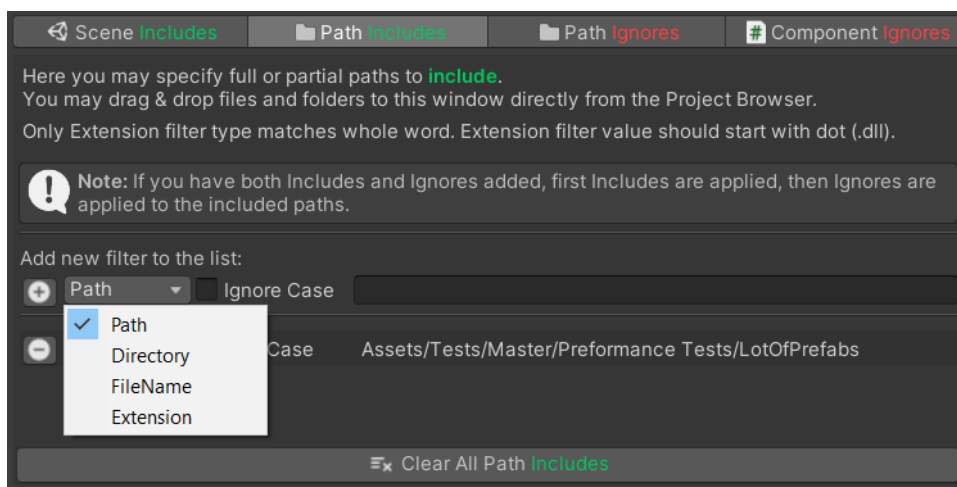 Scene Includes
Path Includes
Path Ignores
# Component Ignores
Here you may specify full or partial paths to include.
You may drag & drop files and folders to this window directly from the Project Browser.
Only Extension filter type matches whole word. Extension filter value should start with dot (.dll).
Note: If you have both Includes and Ignores added, first Includes are applied, then Ignores are
applied to the included paths.
Add new filter to the list:
Path Ignore Case
Path
Directory
Case Assets/Tests/Master/Preformance Tests/LotOfPrefabs
FileName
Extension
Clear All Path Includes